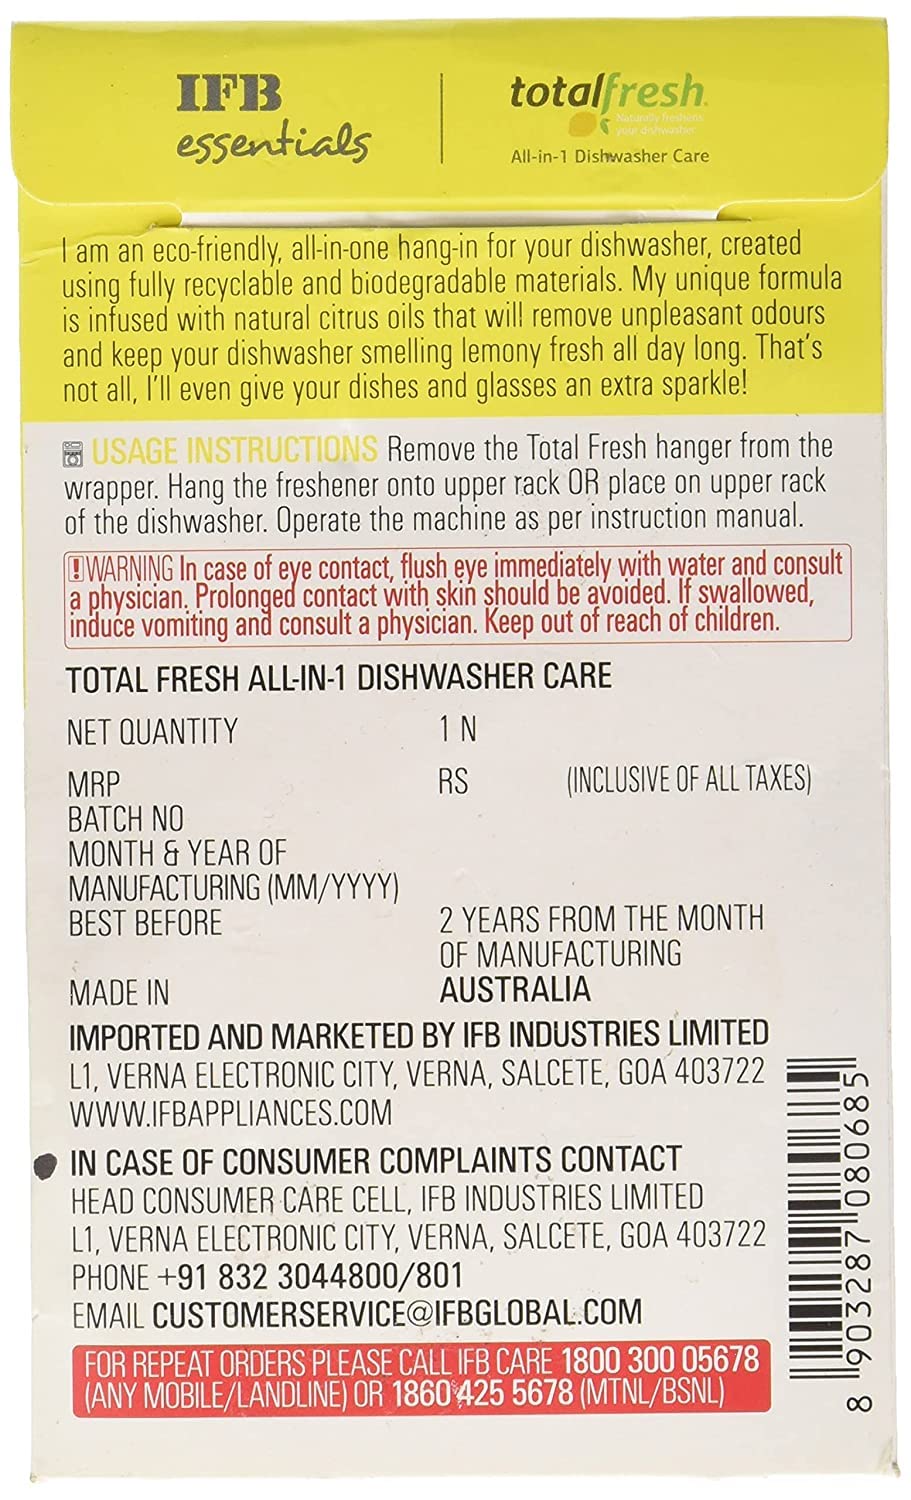 IFB
essentials
totalfresh.
Naturally freshens
your dishwasher
All-in-1 Dishwasher Care
I am an eco-friendly, all-in-one hang-in for your dishwasher, created
using fully recyclable and biodegradable materials. My unique formula
is infused with natural citrus oils that will remove unpleasant odours
and keep your dishwasher smelling lemony fresh all day long. That's
not all, I'll even give your dishes and glasses an extra sparkle!
USAGE INSTRUCTIONS Remove the Total Fresh hanger from the
wrapper. Hang the freshener onto upper rack OR place on upper rack
of the dishwasher. Operate the machine as per instruction manual.
! WARNING In case of eye contact, flush eye immediately with water and consult
a physician. Prolonged contact with skin should be avoided. If swallowed,
induce vomiting and consult a physician. Keep out of reach of children.
TOTAL FRESH ALL-IN-1 DISHWASHER CARE
NET QUANTITY 1 N
MRP RS (INCLUSIVE OF ALL TAXES)
BATCH NO
MONTH & YEAR OF
MANUFACTURING (MM/YYYY)
BEST BEFORE 2 YEARS FROM THE MONTH
OF MANUFACTURING
MADE IN AUSTRALIA
IMPORTED AND MARKETED BY IFB INDUSTRIES LIMITED
L1, VERNA ELECTRONIC CITY, VERNA, SALCETE, GOA 403722
WWW.IFBAPPLIANCES.COM
IN CASE OF CONSUMER COMPLAINTS CONTACT
HEAD CONSUMER CARE CELL, IFB INDUSTRIES LIMITED
L1, VERNA ELECTRONIC CITY, VERNA, SALCETE, GOA 403722
PHONE +91 832 3044800/801
EMAIL CUSTOMERSERVICE@IFBGLOBAL.COM
FOR REPEAT ORDERS PLEASE CALL IFB CARE 1800 300 05678
(ANY MOBILE/LANDLINE) OR 1860 425 5678 (MTNL/BSNL)
8 903287 080685